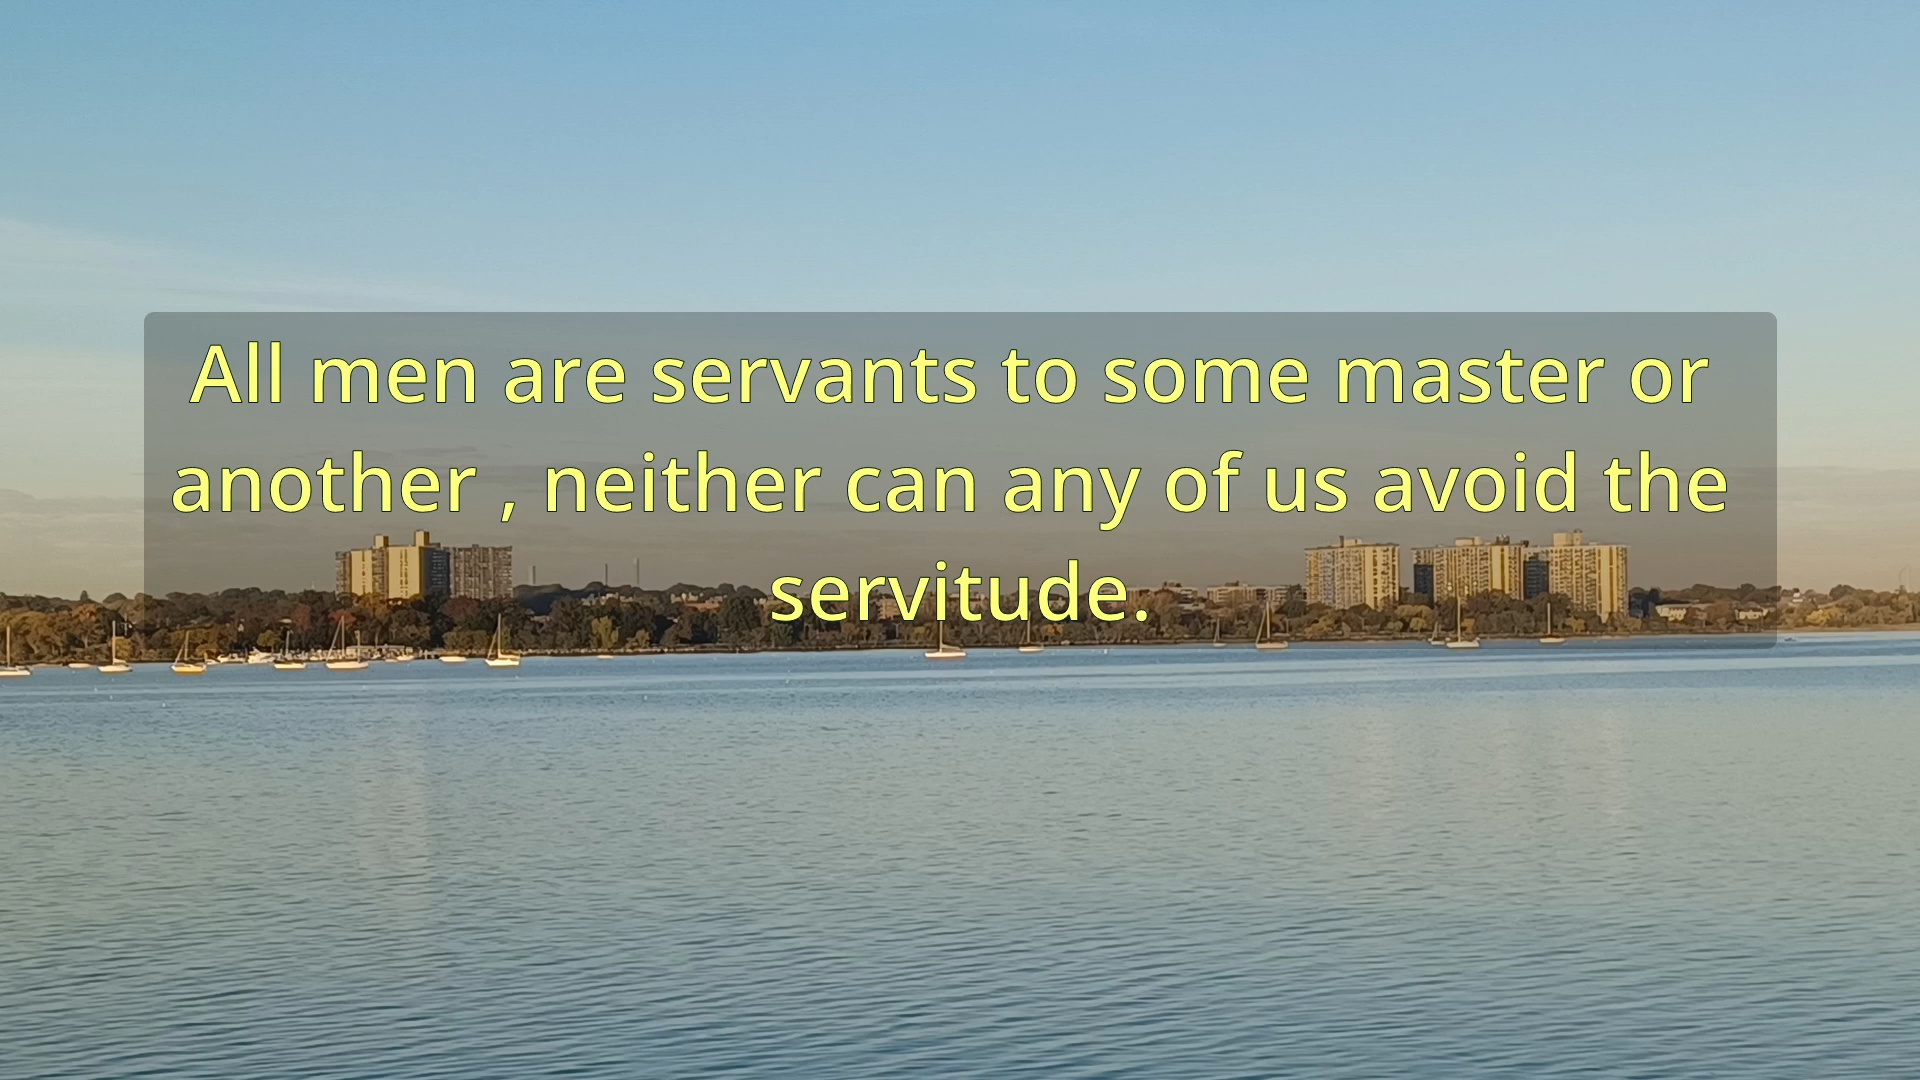 All men are servants to some master or
another , neither can any of us avoid the
servitude.